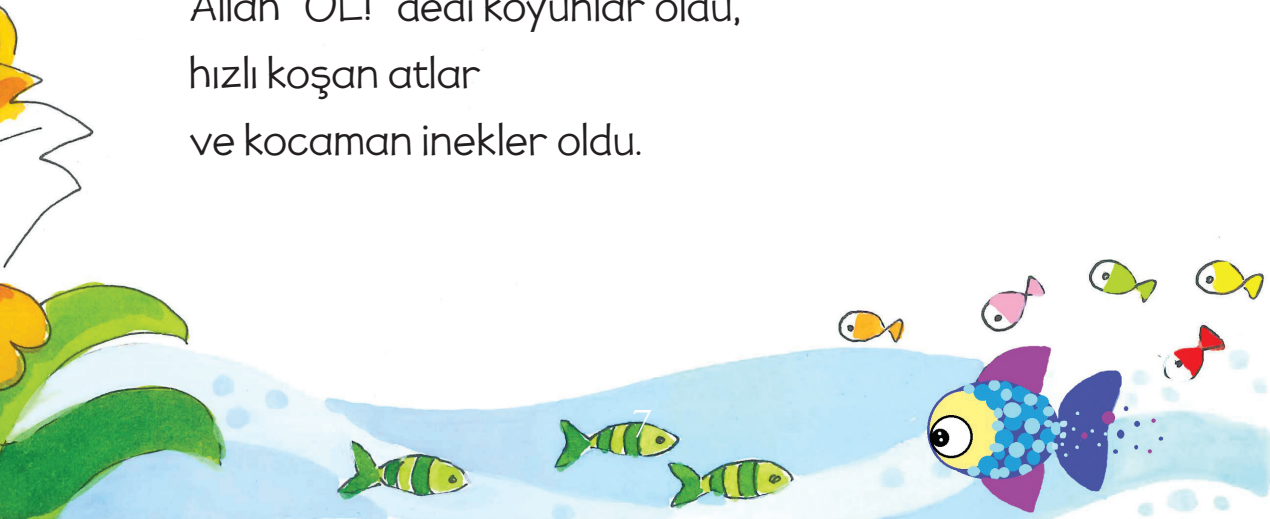 Allah "OL!" dedi koyunlar oldu,
hızlı koşan atlar
ve kocaman inekler oldu.
7